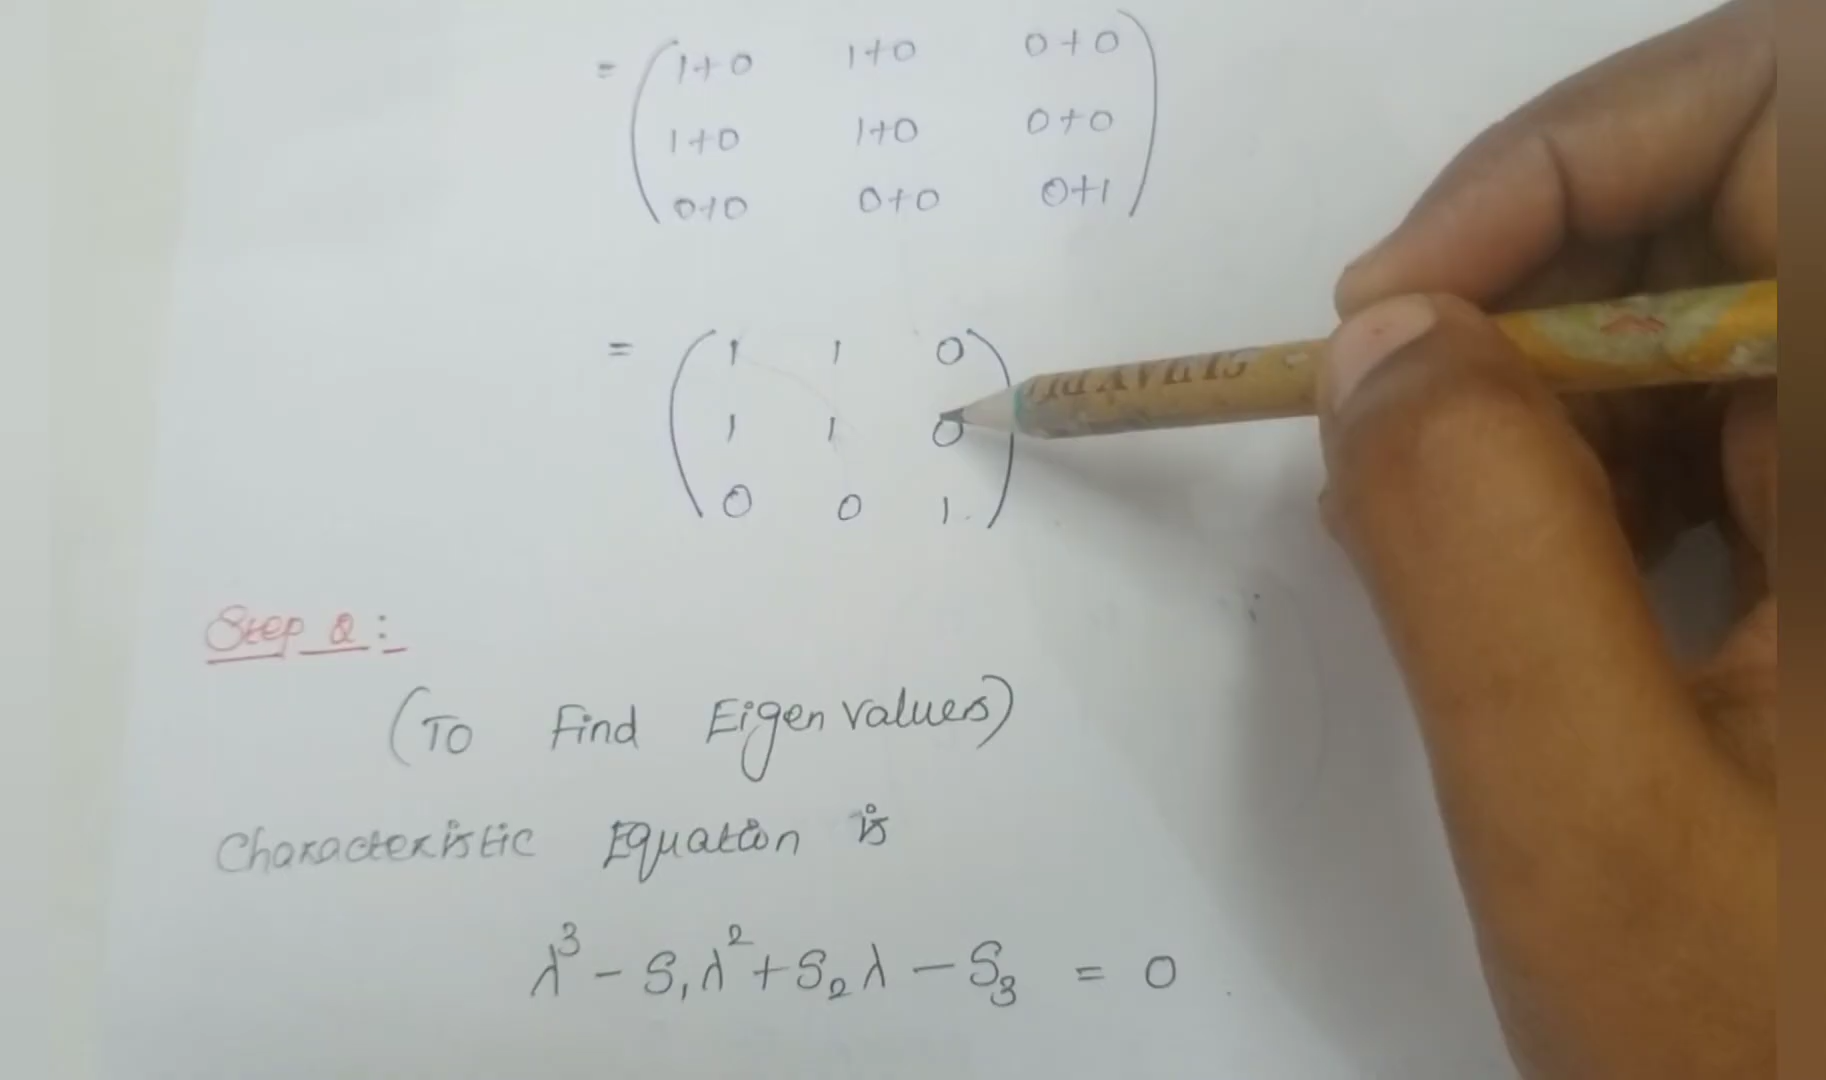 = ( 1+0 1+0 0+0
1+0 1+0 0+0
0+0 0+0 0+1 )
= ( 1 1 0
1 1 0
0 0 1. )
Step 2:
(To Find Eigen values)
Characteristic Equation is
λ³ - S₁λ² + S₂λ - S₃ = 0.